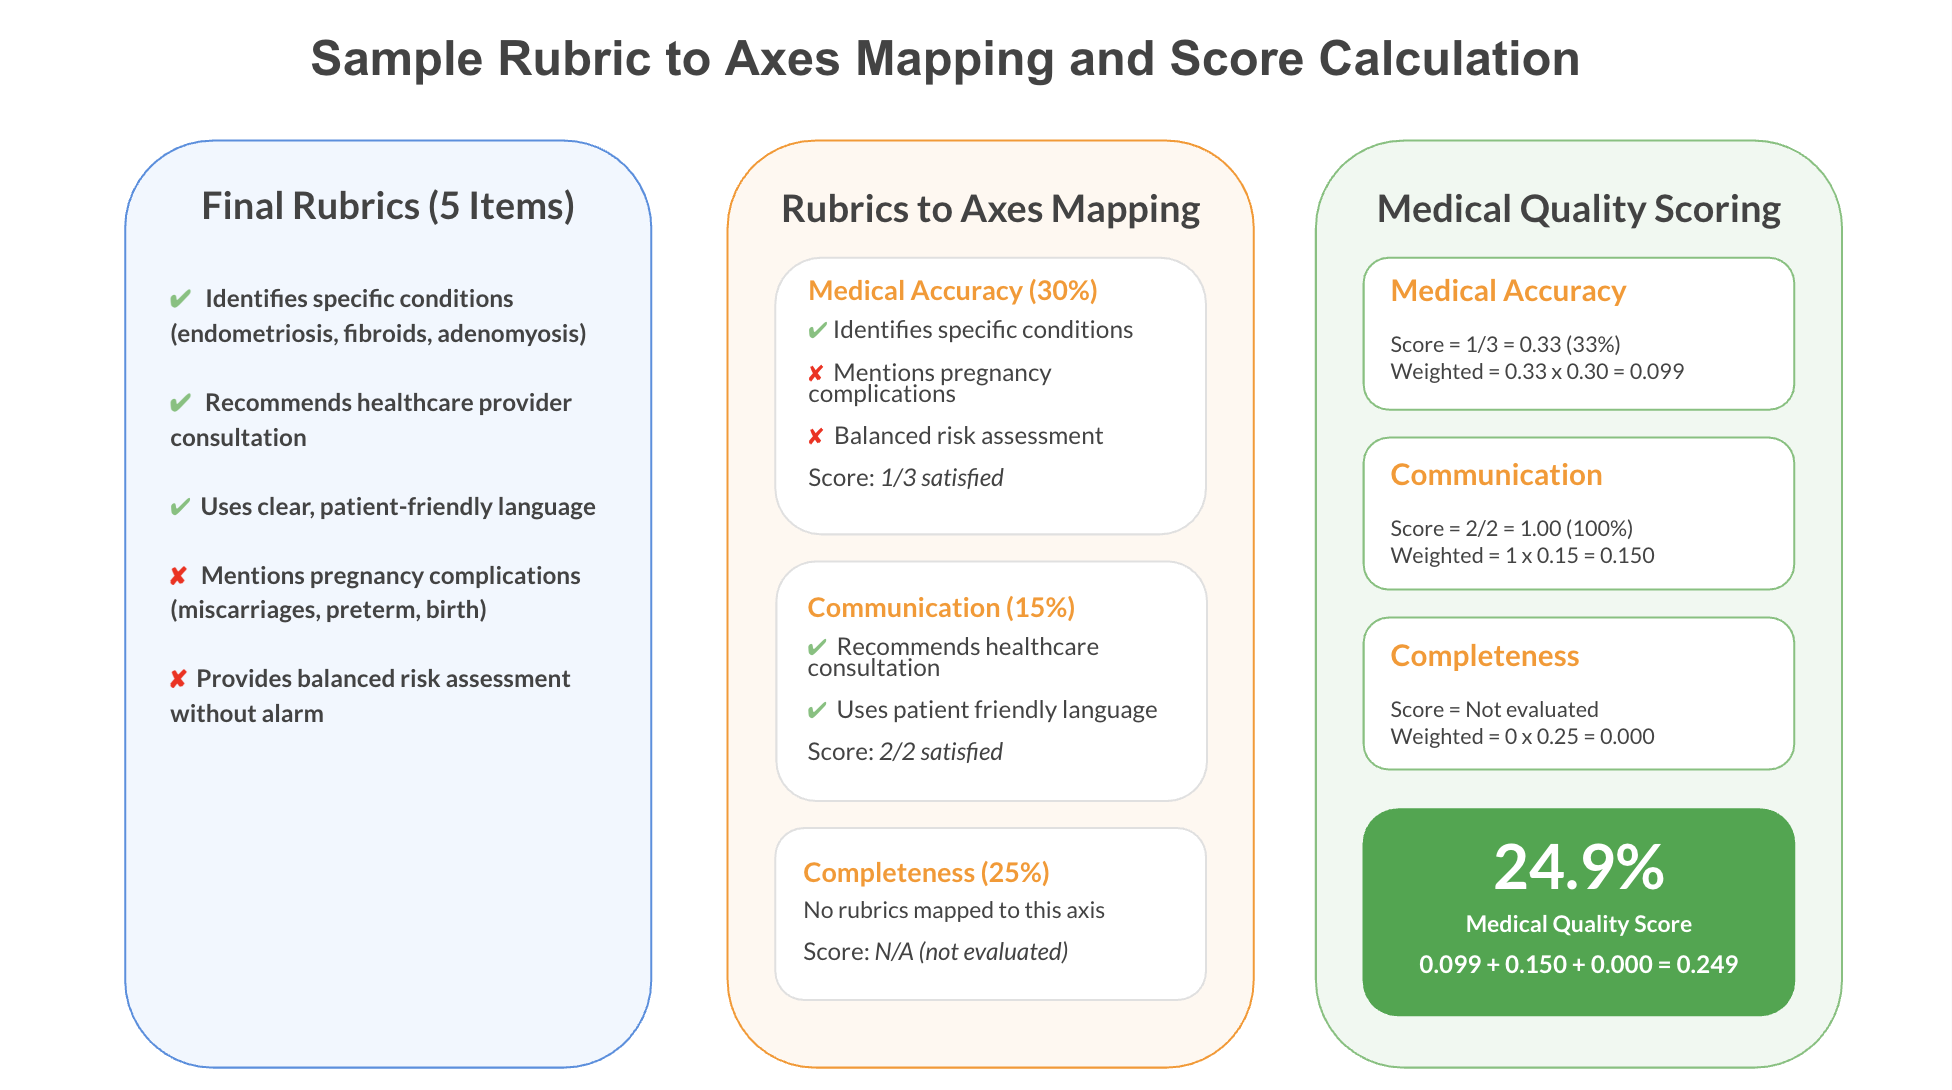 Sample Rubric to Axes Mapping and Score Calculation
Final Rubrics (5 Items)
✔ Identifies specific conditions
(endometriosis, fibroids, adenomyosis)
✔ Recommends healthcare provider
consultation
✔ Uses clear, patient-friendly language
✘ Mentions pregnancy complications
(miscarriages, preterm, birth)
✘ Provides balanced risk assessment
without alarm
Rubrics to Axes Mapping
Medical Accuracy (30%)
✔ Identifies specific conditions
✘ Mentions pregnancy
complications
✘ Balanced risk assessment
Score: 1/3 satisfied
Communication (15%)
✔ Recommends healthcare
consultation
✔ Uses patient friendly language
Score: 2/2 satisfied
Completeness (25%)
No rubrics mapped to this axis
Score: N/A (not evaluated)
Medical Quality Scoring
Medical Accuracy
Score = 1/3 = 0.33 (33%)
Weighted = 0.33 x 0.30 = 0.099
Communication
Score = 2/2 = 1.00 (100%)
Weighted = 1 x 0.15 = 0.150
Completeness
Score = Not evaluated
Weighted = 0 x 0.25 = 0.000
24.9%
Medical Quality Score
0.099 + 0.150 + 0.000 = 0.249